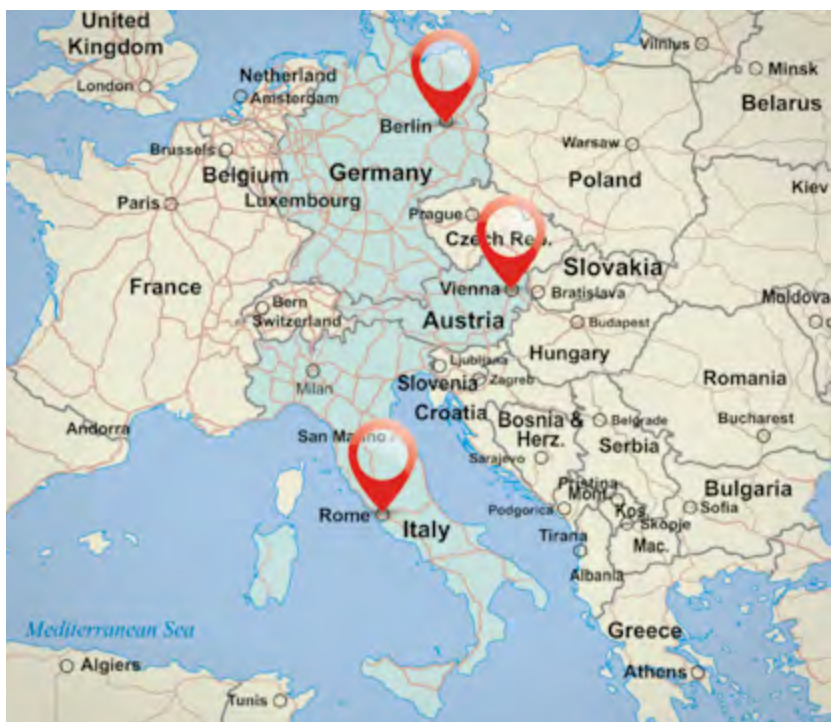 United
Kingdom
London
Netherland
Amsterdam
Brussels
Belgium
Luxembourg
Paris
France
Berlin
Germany
Vilnius
Minsk
Belarus
Warsaw
Poland
Kiev
Prague
Czech Rep.
Slovakia
Vienna
Bratislava
Austria
Bern
Switzerland
Budapest
Hungary
Moldova
Milan
Ljubljana
Slovenia
Zagreb
Croatia
Romania
Bucharest
Andorra
San Marino
Bosnia &
Herz.
Sarajevo
Belgrade
Serbia
Pristina
Mont.
Kos.
Podgorica
Skopje
Mac.
Bulgaria
Sofia
Rome
Italy
Tirana
Albania
Mediterranean Sea
Greece
Athens
Algiers
Tunis